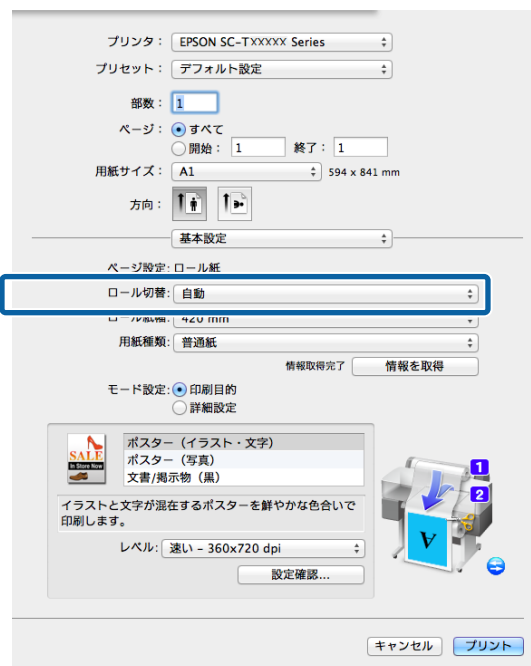 プリンタ： EPSON SC-TXXXXX Series
プリセット： デフォルト設定
部数： 1
ページ： すべて
開始： 1 終了： 1
用紙サイズ： A1 594 x 841 mm
方向：
基本設定
ページ設定: ロール紙
ロール切替: 自動
ロール紙幅: 420 mm
用紙種類: 普通紙
情報取得完了 情報を取得
モード設定: 印刷目的
詳細設定
SALE
In Store Now
ポスター（イラスト・文字）
ポスター（写真）
文書/掲示物（黒）
イラストと文字が混在するポスターを鮮やかな色合いで
印刷します。
レベル: 速い – 360x720 dpi
設定確認...
1
2
A
キャンセル プリント